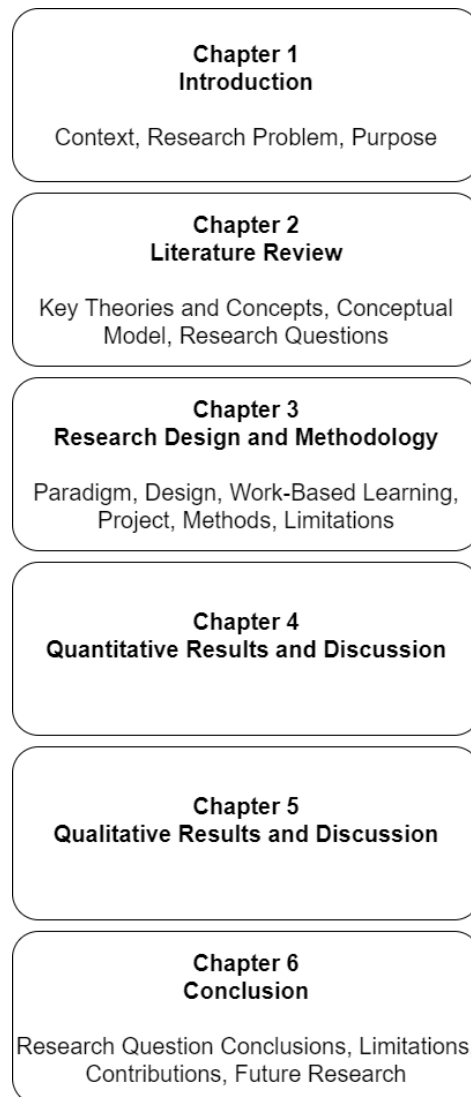 Chapter 1
Introduction
Context, Research Problem, Purpose
Chapter 2
Literature Review
Key Theories and Concepts, Conceptual
Model, Research Questions
Chapter 3
Research Design and Methodology
Paradigm, Design, Work-Based Learning,
Project, Methods, Limitations
Chapter 4
Quantitative Results and Discussion
Chapter 5
Qualitative Results and Discussion
Chapter 6
Conclusion
Research Question Conclusions, Limitations
Contributions, Future Research